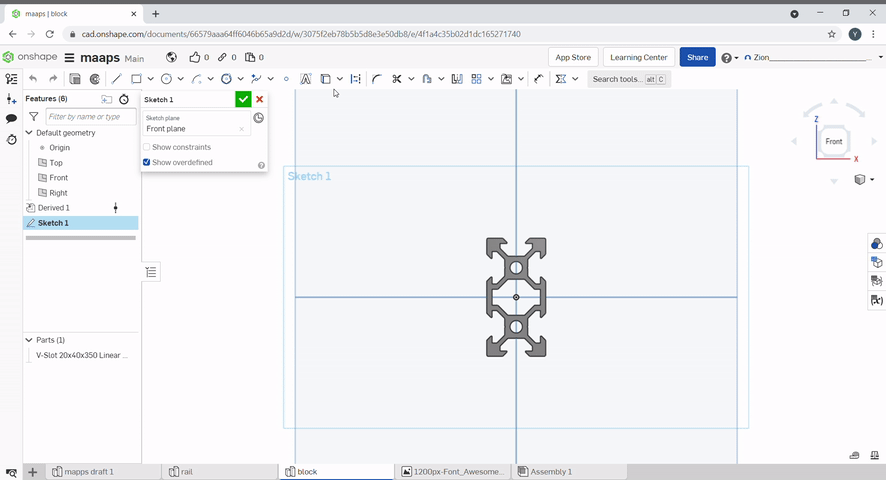 maaps | block
cad.onshape.com/documents/66579aaa64ff6046b65a9d2d/w/3075f2eb78b5b5d8e3e50db8/e/4f1a4c35b02d1dc165271740
Y
onshape
maaps Main
0
0
0
App Store
Learning Center
Share
Zion
Search tools... alt C
Features (6)
Filter by name or type
Default geometry
Origin
Top
Front
Right
Derived 1
Sketch 1
Parts (1)
V-Slot 20x40x350 Linear ...
Sketch 1
Sketch plane
Front plane
Show constraints
Show overdefined
Sketch 1
Z
Front
X
mapps draft 1
rail
block
1200px-Font_Awesome...
Assembly 1